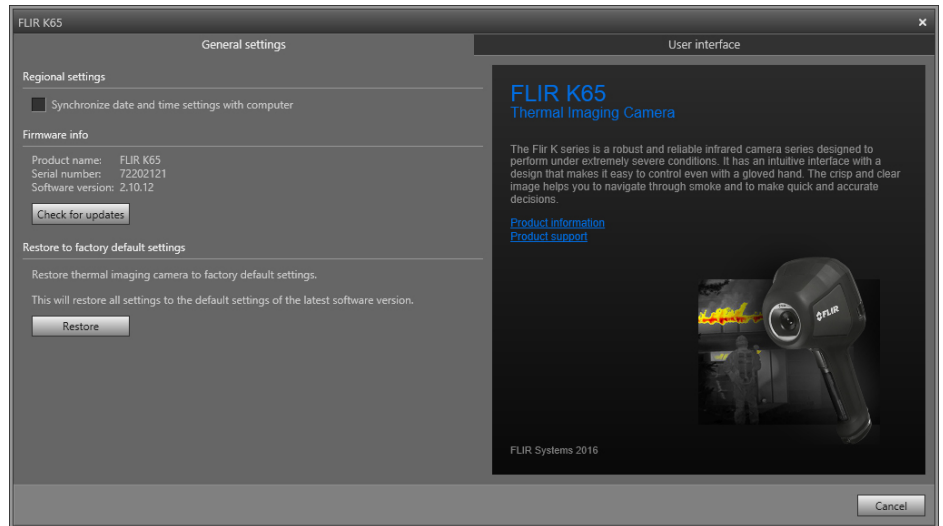 FLIR K65
×
General settings
User interface
Regional settings
Synchronize date and time settings with computer
Firmware info
Product name: FLIR K65
Serial number: 72202121
Software version: 2.10.12
Check for updates
Restore to factory default settings
Restore thermal imaging camera to factory default settings.
This will restore all settings to the default settings of the latest software version.
Restore
FLIR K65
Thermal Imaging Camera
The Flir K series is a robust and reliable infrared camera series designed to
perform under extremely severe conditions. It has an intuitive interface with a
design that makes it easy to control even with a gloved hand. The crisp and clear
image helps you to navigate through smoke and to make quick and accurate
decisions.
Product information
Product support
FLIR
FLIR Systems 2016
Cancel